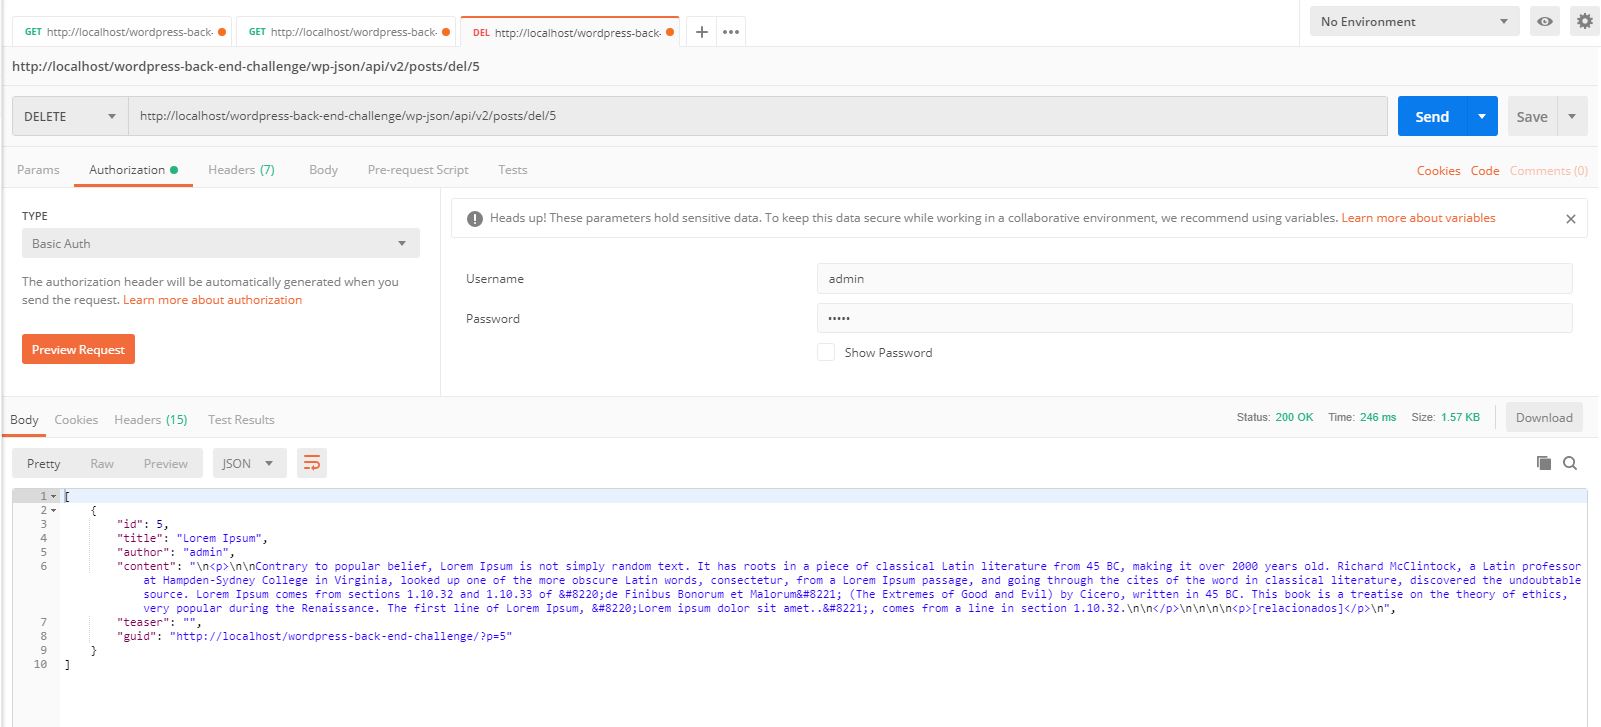 GET http://localhost/wordpress-back- GET http://localhost/wordpress-back- DEL http://localhost/wordpress-back- + ••• No Environment
http://localhost/wordpress-back-end-challenge/wp-json/api/v2/posts/del/5
DELETE http://localhost/wordpress-back-end-challenge/wp-json/api/v2/posts/del/5 Send Save
Params Authorization Headers (7) Body Pre-request Script Tests Cookies Code Comments (0)
TYPE
Basic Auth
The authorization header will be automatically generated when you
send the request. Learn more about authorization
Preview Request
Heads up! These parameters hold sensitive data. To keep this data secure while working in a collaborative environment, we recommend using variables. Learn more about variables
Username admin
Password •••••
Show Password
Body Cookies Headers (15) Test Results Status: 200 OK Time: 246 ms Size: 1.57 KB Download
Pretty Raw Preview JSON
1 [
2 {
3 "id": 5,
4 "title": "Lorem Ipsum",
5 "author": "admin",
6 "content": "\n<p>\n\nContrary to popular belief, Lorem Ipsum is not simply random text. It has roots in a piece of classical Latin literature from 45 BC, making it over 2000 years old. Richard McClintock, a Latin professor
at Hampden-Sydney College in Virginia, looked up one of the more obscure Latin words, consectetur, from a Lorem Ipsum passage, and going through the cites of the word in classical literature, discovered the undoubtable
source. Lorem Ipsum comes from sections 1.10.32 and 1.10.33 of &#8220;de Finibus Bonorum et Malorum&#8221; (The Extremes of Good and Evil) by Cicero, written in 45 BC. This book is a treatise on the theory of ethics,
very popular during the Renaissance. The first line of Lorem Ipsum, &#8220;Lorem ipsum dolor sit amet..&#8221;, comes from a line in section 1.10.32.\n\n</p>\n\n\n\n<p>[relacionados]</p>\n",
7 "teaser": "",
8 "guid": "http://localhost/wordpress-back-end-challenge/?p=5"
9 }
10 ]